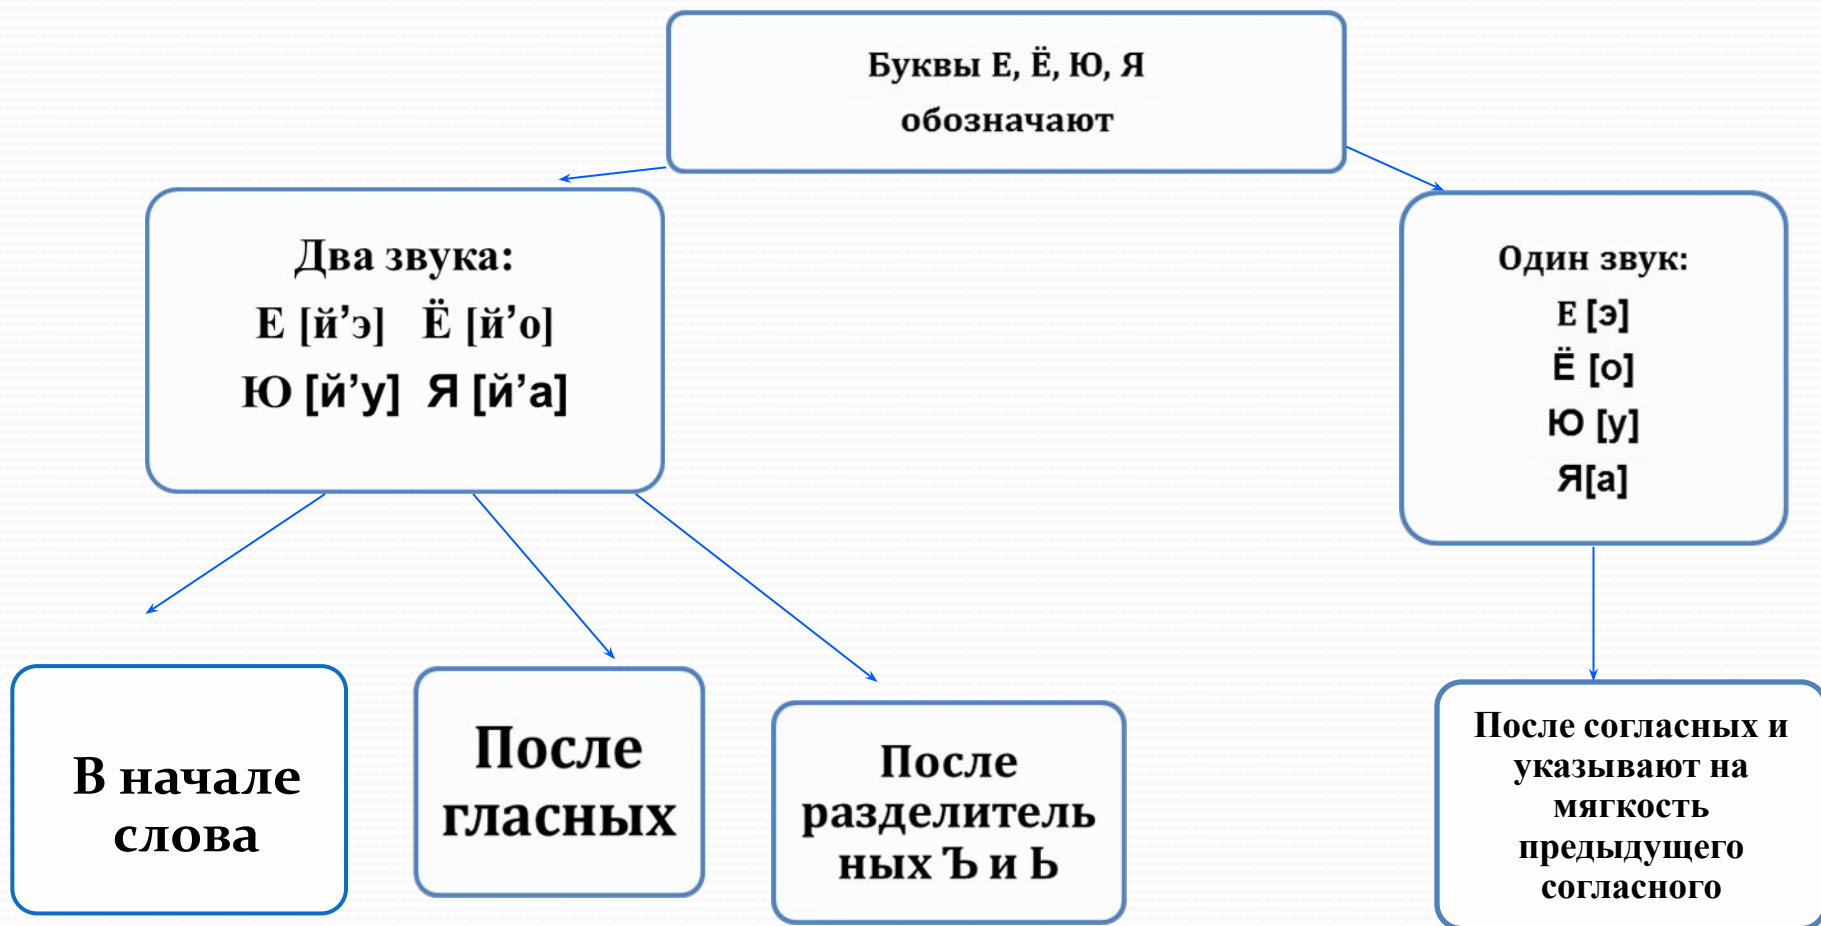 Буквы Е, Ё, Ю, Я
обозначают
Два звука:
Е [й’э] Ё [й’о]
Ю [й’у] Я [й’а]
Один звук:
Е [э]
Ё [о]
Ю [у]
Я[а]
В начале
слова
После
гласных
После
разделитель
ных Ъ и Ь
После согласных и
указывают на
мягкость
предыдущего
согласного